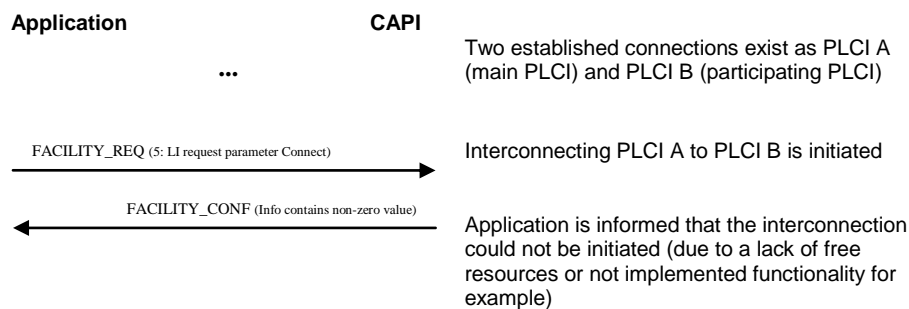 Application CAPI
Two established connections exist as PLCI A
(main PLCI) and PLCI B (participating PLCI)
...
FACILITY_REQ (5: LI request parameter Connect)
Interconnecting PLCI A to PLCI B is initiated
FACILITY_CONF (Info contains non-zero value)
Application is informed that the interconnection
could not be initiated (due to a lack of free
resources or not implemented functionality for
example)